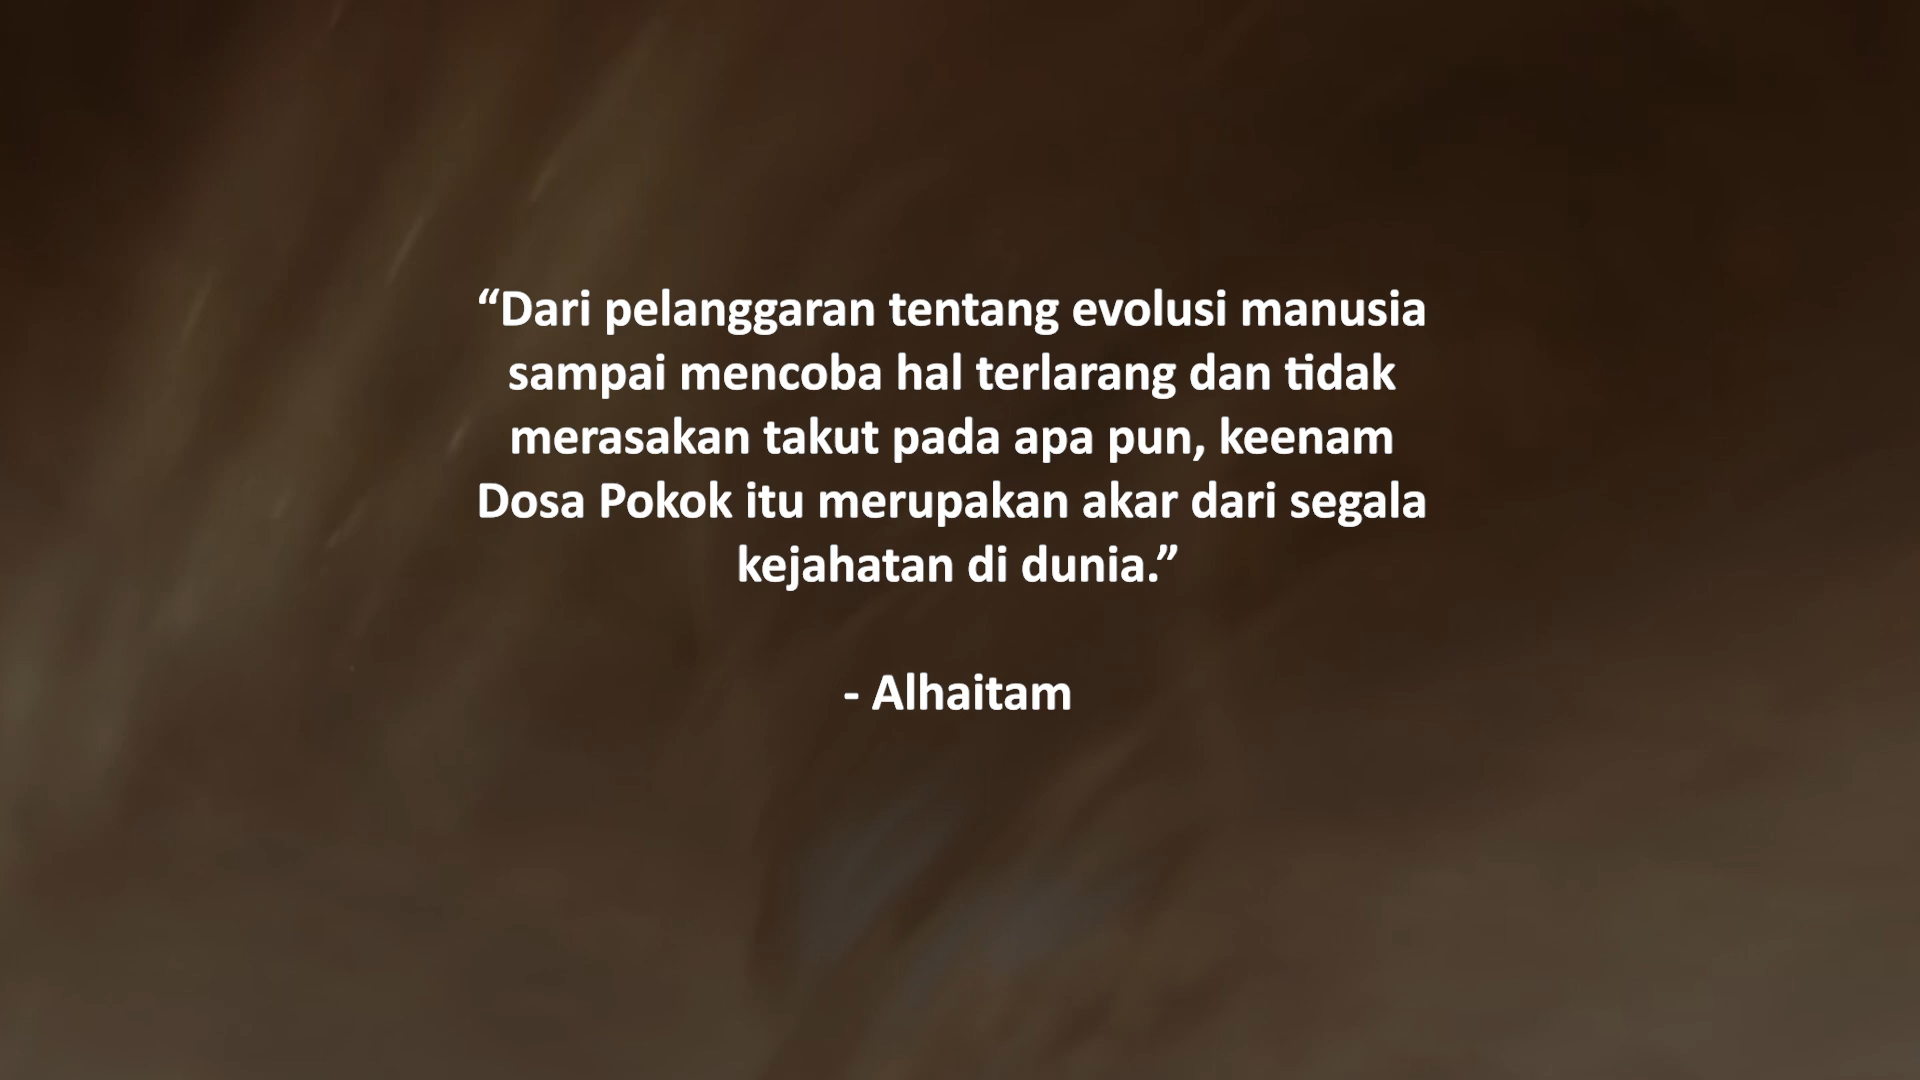 “Dari pelanggaran tentang evolusi manusia
sampai mencoba hal terlarang dan tidak
merasakan takut pada apa pun, keenam
Dosa Pokok itu merupakan akar dari segala
kejahatan di dunia.”
- Alhaitam